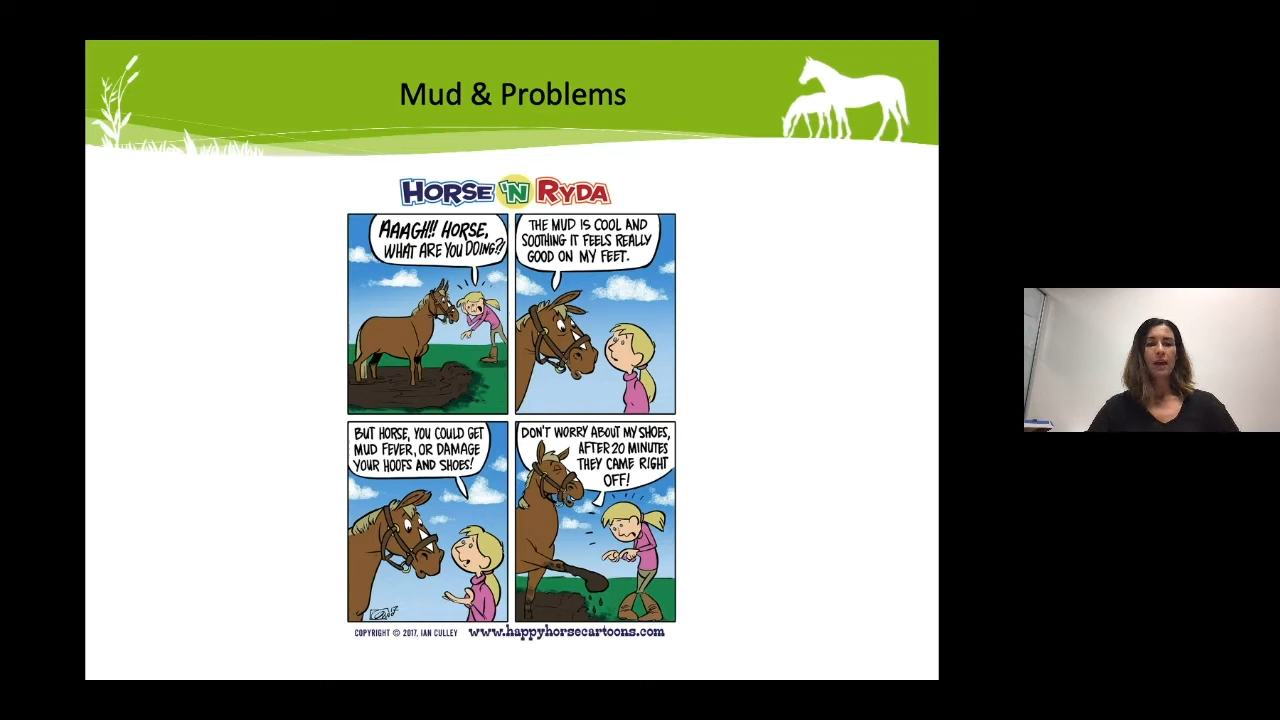 Mud & Problems
HORSE 'N RYDA
AAAGH!!! HORSE,
WHAT ARE YOU DOING?!
THE MUD IS COOL AND
SOOTHING IT FEELS REALLY
GOOD ON MY FEET.
BUT HORSE, YOU COULD GET
MUD FEVER, OR DAMAGE
YOUR HOOFS AND SHOES!
DON'T WORRY ABOUT MY SHOES,
AFTER 20 MINUTES
THEY CAME RIGHT
OFF!
COPYRIGHT © 2017, IAN CULLEY www.happyhorsecartoons.com